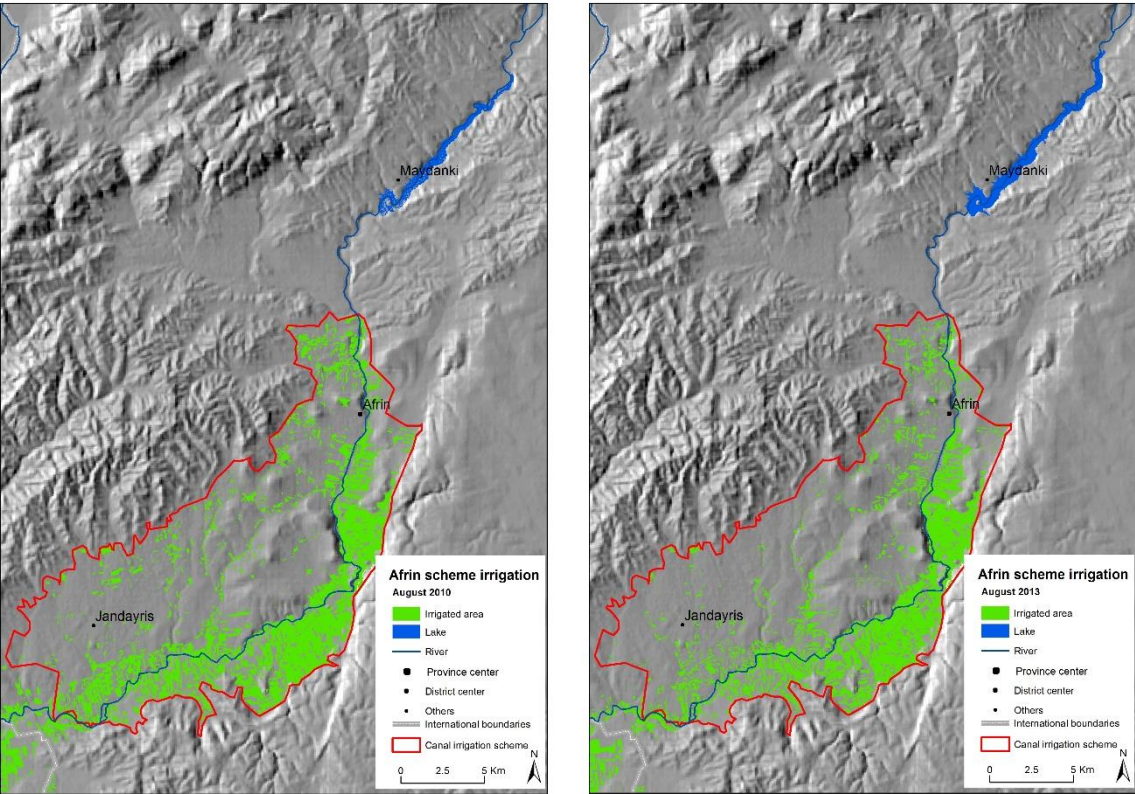 Maydanki
Afrin
Jandayris
Afrin scheme irrigation
August 2010
Irrigated area
Lake
River
Province center
District center
Others
International boundaries
Canal irrigation scheme
N
0 2.5 5 Km
Maydanki
Afrin
Jandayris
Afrin scheme irrigation
August 2013
Irrigated area
Lake
River
Province center
District center
Others
International boundaries
Canal irrigation scheme
N
0 2.5 5 Km